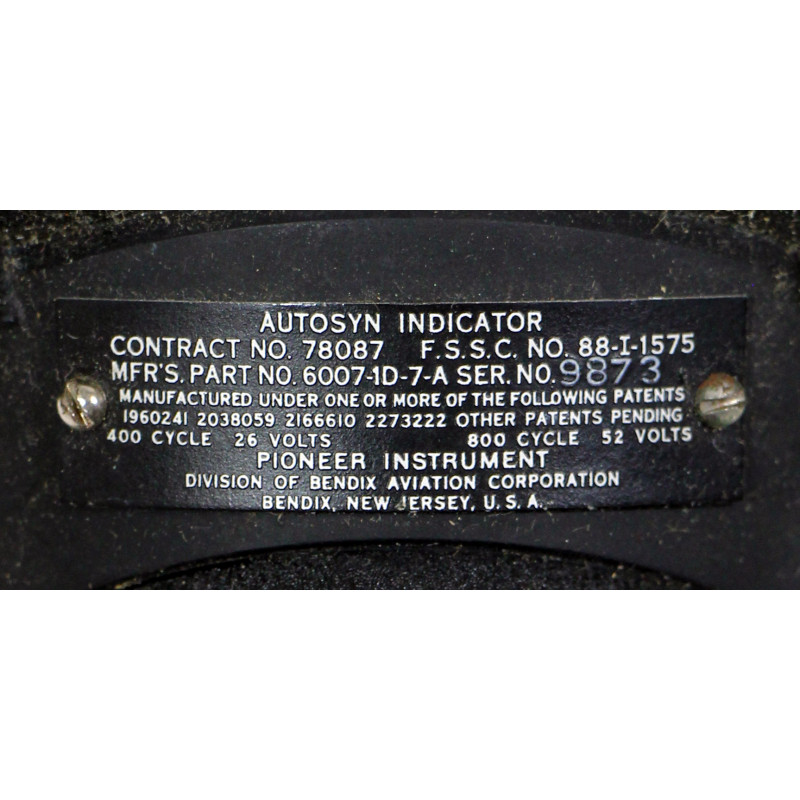 AUTOSYN INDICATOR
CONTRACT NO. 78087 F.S.S.C. NO. 88-I-1575
MFR'S. PART NO. 6007-1D-7-A SER. NO. 9873
MANUFACTURED UNDER ONE OR MORE OF THE FOLLOWING PATENTS
1960241 2038059 2166610 2273222 OTHER PATENTS PENDING
400 CYCLE 26 VOLTS 800 CYCLE 52 VOLTS
PIONEER INSTRUMENT
DIVISION OF BENDIX AVIATION CORPORATION
BENDIX, NEW JERSEY, U. S. A.